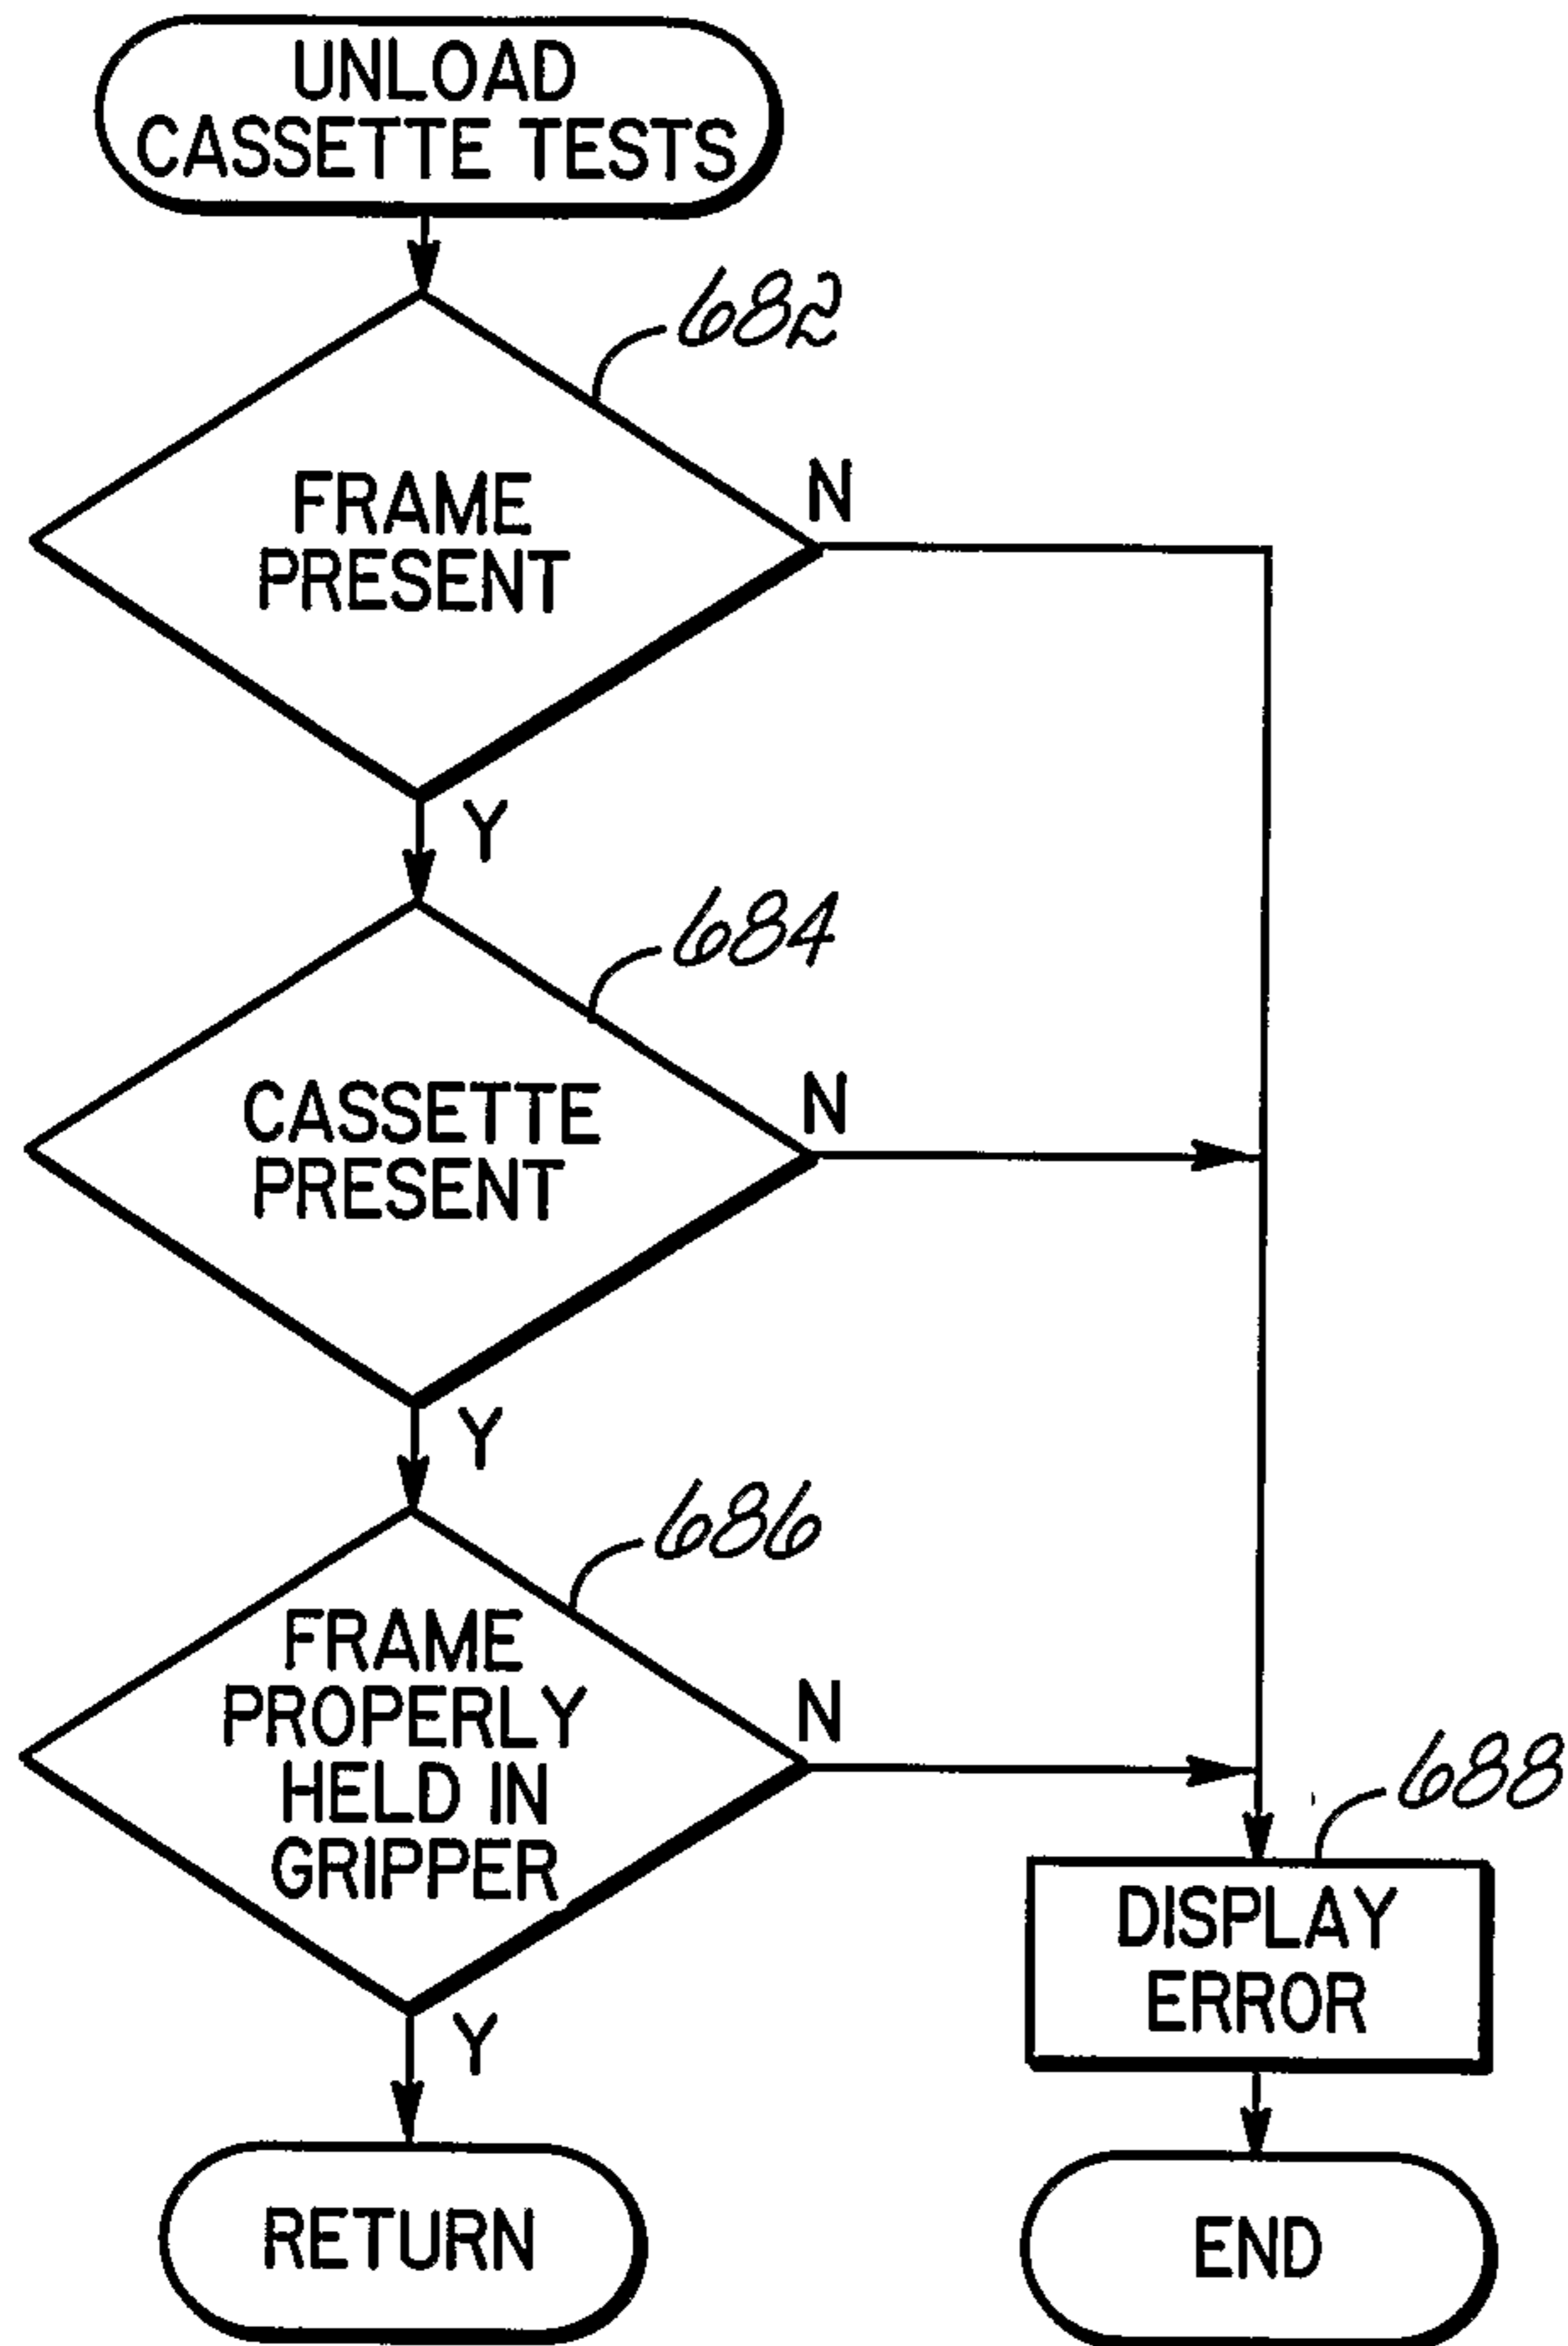 UNLOAD
CASSETTE TESTS
682
FRAME
PRESENT
N
Y
684
CASSETTE
PRESENT
N
Y
686
FRAME
PROPERLY
HELD IN
GRIPPER
N
Y
688
DISPLAY
ERROR
RETURN
END